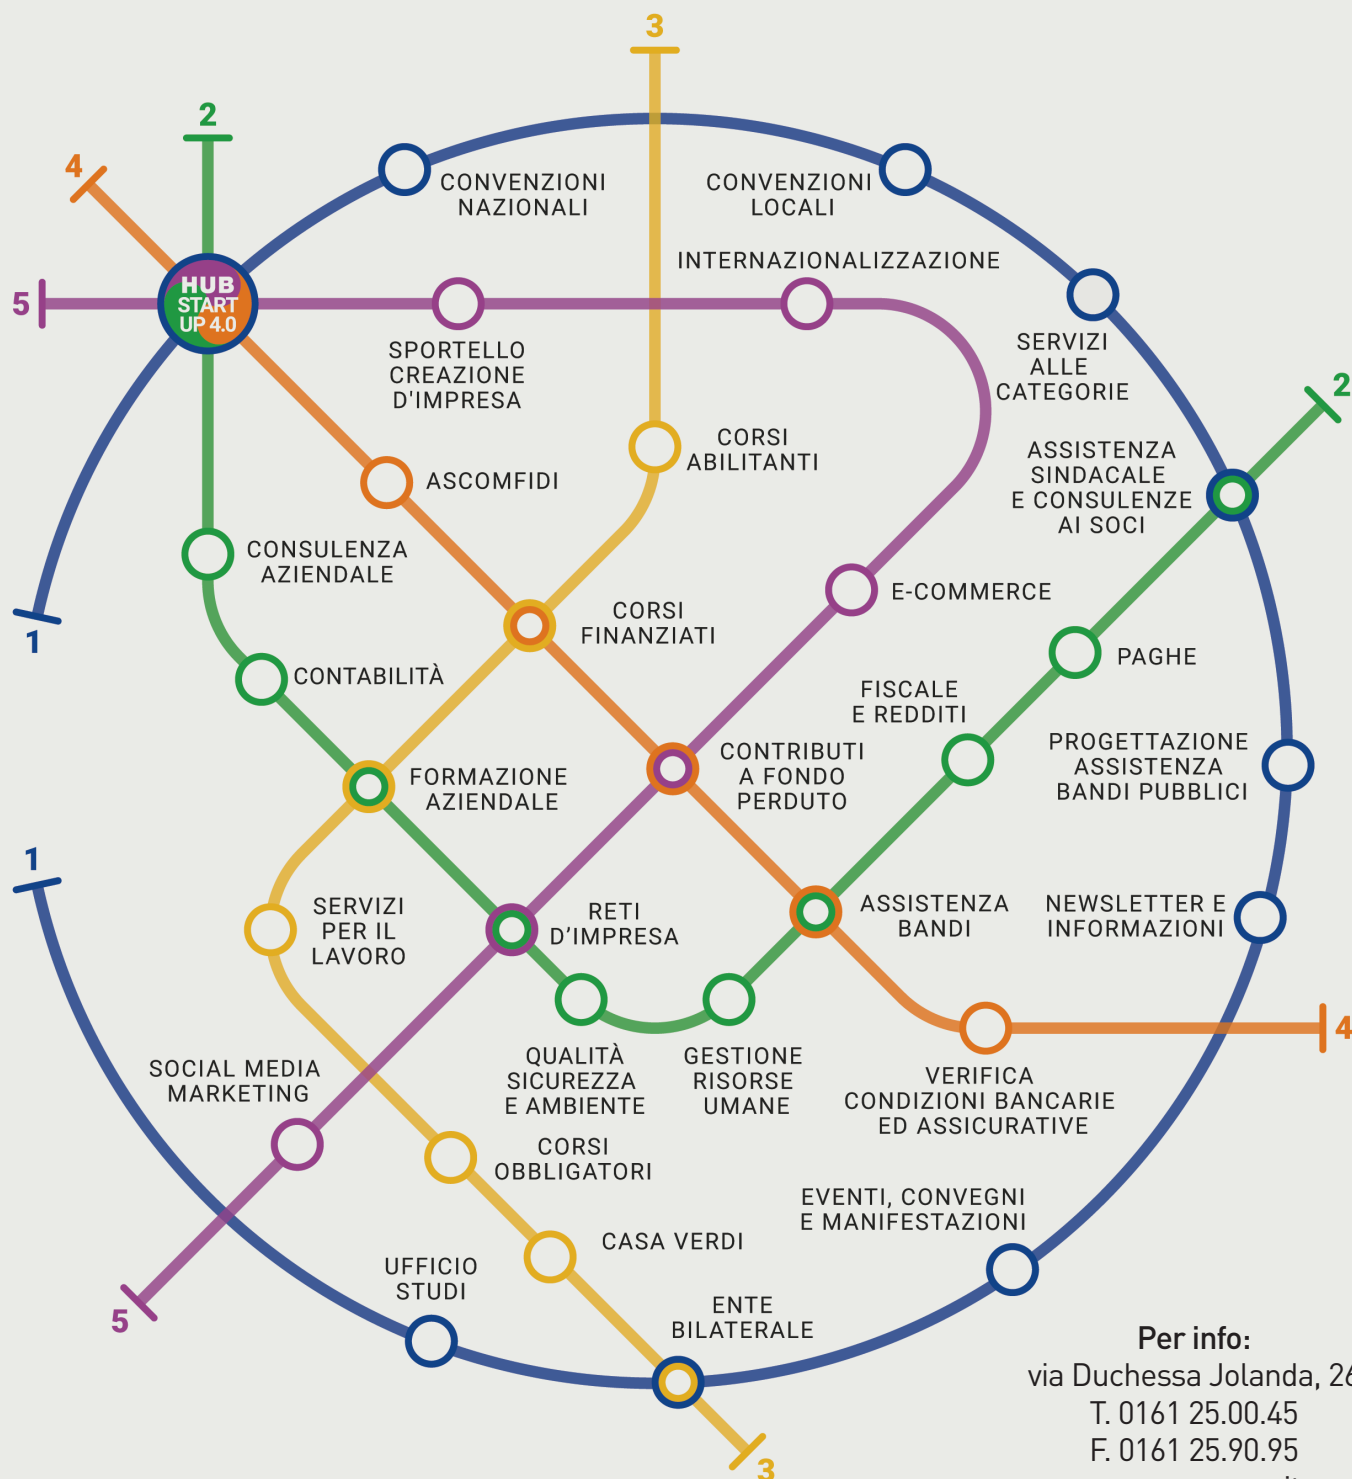 3
2
4
CONVENZIONI
NAZIONALI
CONVENZIONI
LOCALI
INTERNAZIONALIZZAZIONE
HUB
START
UP 4.0
5
SPORTELLO
CREAZIONE
D'IMPRESA
SERVIZI
ALLE
CATEGORIE
2
CORSI
ABILITANTI
ASSISTENZA
SINDACALE
E CONSULENZE
AI SOCI
ASCOMFIDI
CONSULENZA
AZIENDALE
E-COMMERCE
CORSI
FINANZIATI
1
PAGHE
CONTABILITÀ
FISCALE
E REDDITI
PROGETTAZIONE
ASSISTENZA
BANDI PUBBLICI
CONTRIBUTI
A FONDO
PERDUTO
FORMAZIONE
AZIENDALE
1
SERVIZI
PER IL
LAVORO
RETI
D’IMPRESA
ASSISTENZA
BANDI
NEWSLETTER E
INFORMAZIONI
4
SOCIAL MEDIA
MARKETING
QUALITÀ
SICUREZZA
E AMBIENTE
GESTIONE
RISORSE
UMANE
VERIFICA
CONDIZIONI BANCARIE
ED ASSICURATIVE
CORSI
OBBLIGATORI
EVENTI, CONVEGNI
E MANIFESTAZIONI
CASA VERDI
UFFICIO
STUDI
5
ENTE
BILATERALE
3
Per info:
via Duchessa Jolanda, 26
T. 0161 25.00.45
F. 0161 25.90.95